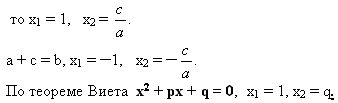 то x₁ = 1, x₂ = c/a.
a + c = b, x₁ = −1, x₂ = − c/a.
По теореме Виета x² + px + q = 0, x₁ = 1, x₂ = q.